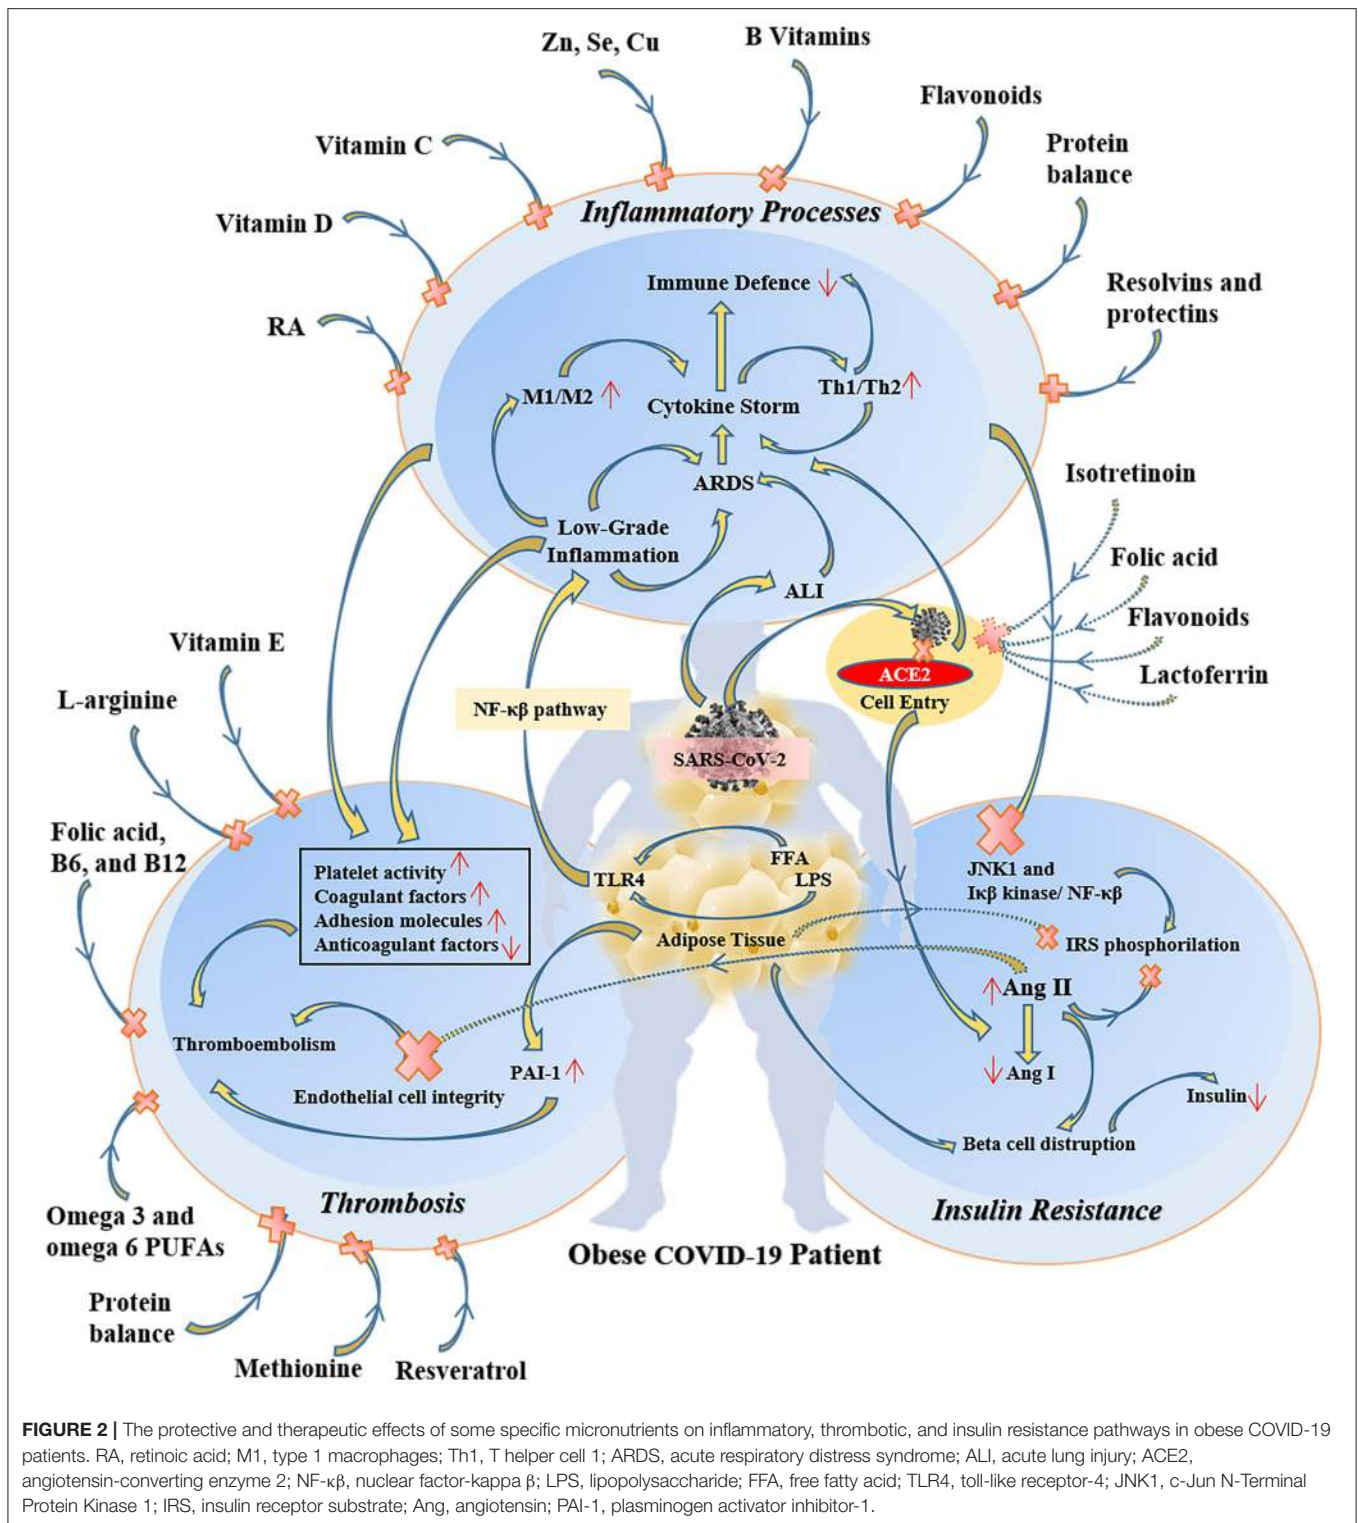 Zn, Se, Cu
B Vitamins
Flavonoids
Vitamin C
Protein
balance
Vitamin D
Inflammatory Processes
RA
Immune Defence
Resolvins and
protectins
M1/M2
Th1/Th2
Cytokine Storm
ARDS
Isotretinoin
Low-Grade
Inflammation
ALI
Folic acid
Flavonoids
Lactoferrin
ACE2
Cell Entry
Vitamin E
L-arginine
NF-κβ pathway
SARS-CoV-2
Folic acid,
B6, and B12
Platelet activity
Coagulant factors
Adhesion molecules
Anticoagulant factors
FFA
TLR4
LPS
Adipose Tissue
JNK1 and
Iκβ kinase/ NF-κβ
IRS phosphorilation
Ang II
Ang I
Thromboembolism
PAI-1
Endothelial cell integrity
Insulin
Beta cell distruption
Thrombosis
Insulin Resistance
Omega 3 and
omega 6 PUFAs
Obese COVID-19 Patient
Protein
balance
Methionine
Resveratrol
FIGURE 2 | The protective and therapeutic effects of some specific micronutrients on inflammatory, thrombotic, and insulin resistance pathways in obese COVID-19
patients. RA, retinoic acid; M1, type 1 macrophages; Th1, T helper cell 1; ARDS, acute respiratory distress syndrome; ALI, acute lung injury; ACE2,
angiotensin-converting enzyme 2; NF-κβ, nuclear factor-kappa β; LPS, lipopolysaccharide; FFA, free fatty acid; TLR4, toll-like receptor-4; JNK1, c-Jun N-Terminal
Protein Kinase 1; IRS, insulin receptor substrate; Ang, angiotensin; PAI-1, plasminogen activator inhibitor-1.